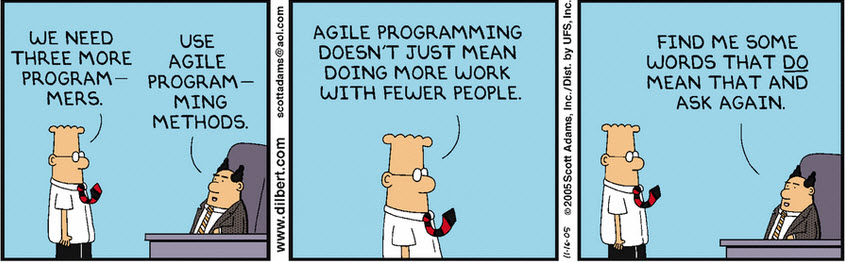 WE NEED
THREE MORE
PROGRAM—
MERS.
USE
AGILE
PROGRAM—
MING
METHODS.
www.dilbert.com
scottadams@aol.com
AGILE PROGRAMMING
DOESN'T JUST MEAN
DOING MORE WORK
WITH FEWER PEOPLE.
11-16-05 ©2005 Scott Adams, Inc./Dist. by UFS, Inc.
FIND ME SOME
WORDS THAT DO
MEAN THAT AND
ASK AGAIN.